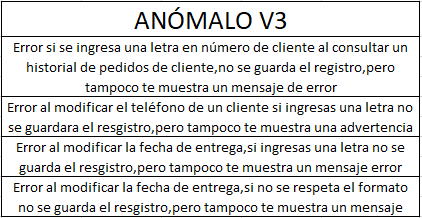 ANÓMALO V3
Error si se ingresa una letra en número de cliente al consultar un
historial de pedidos de cliente,no se guarda el registro,pero
tampoco te muestra un mensaje de error
Error al modificar el teléfono de un cliente si ingresas una letra no
se guardara el resgistro,pero tampoco te muestra una advertencia
Error al modificar la fecha de entrega,si ingresas una letra no se
guarda el resgistro,pero tampoco te muestra un mensaje error
Error al modificar la fecha de entrega,si no se respeta el formato
no se guarda el resgistro,pero tampoco te muestra un mensaje